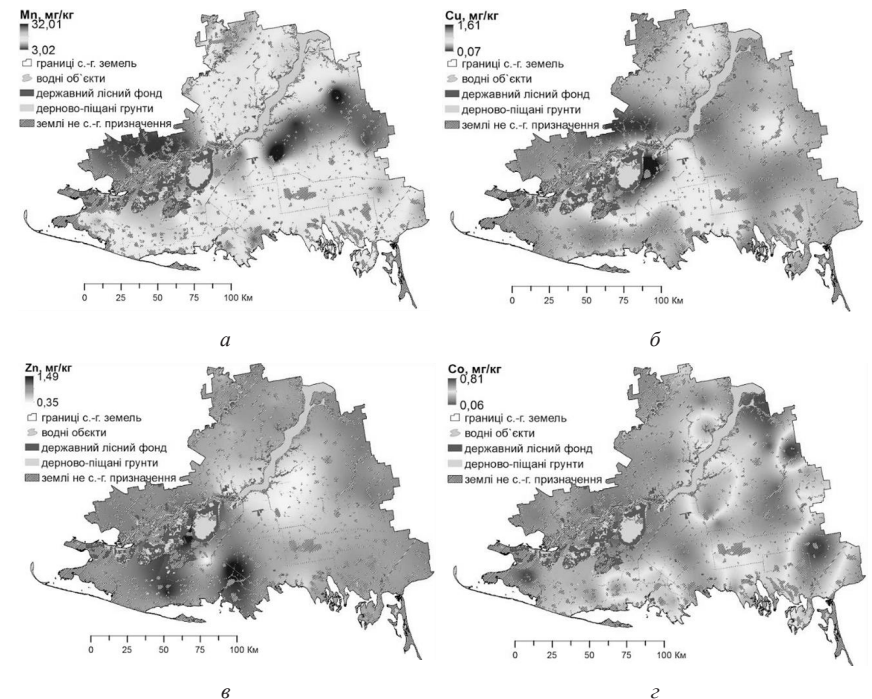 Mn, мг/кг
32,01
3,02
границі с.-г. земель
водні об`єкти
державний лісний фонд
дерново-піщані грунти
землі не с.-г. призначення
0 25 50 75 100 Км
а
Cu, мг/кг
1,61
0,07
границі с.-г. земель
водні об`єкти
державний лісний фонд
дерново-піщані грунти
землі не с.-г. призначення
0 25 50 75 100 Км
б
Zn, мг/кг
1,49
0,35
границі с.-г. земель
водні обєкти
державний лісний фонд
дерново-піщані грунти
землі не с.-г. призначення
0 25 50 75 100 Км
в
Co, мг/кг
0,81
0,06
границі с.-г. земель
водні об`єкти
державний лісний фонд
дерново-піщані грунти
землі не с.-г. призначення
0 25 50 75 100 Км
г